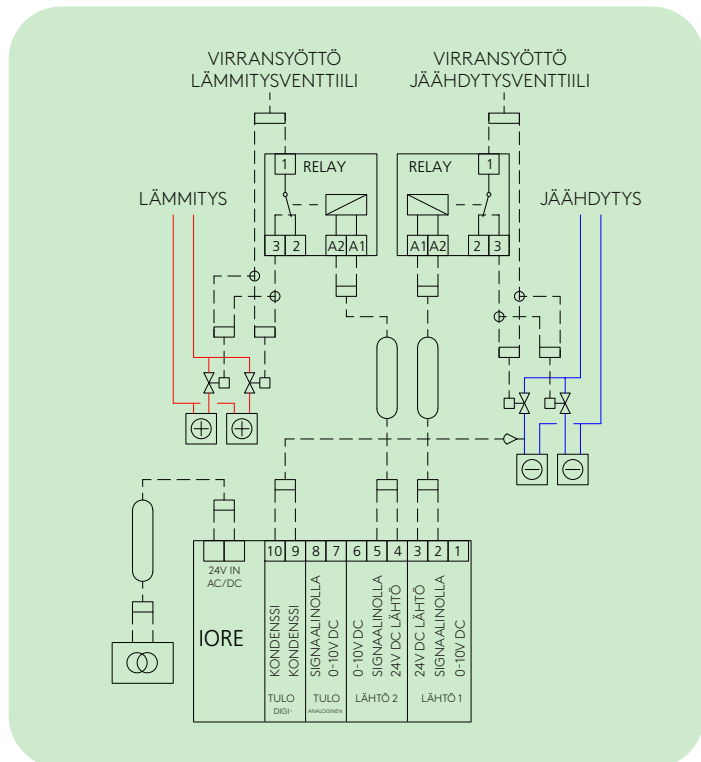 VIRRANSYÖTTÖ
LÄMMITYSVENTTIILI
VIRRANSYÖTTÖ
JÄÄHDYTYSVENTTIILI
1
RELAY
RELAY
1
LÄMMITYS
JÄÄHDYTYS
3 2 A2 A1
A1 A2 2 3
24V IN
AC/DC
10 9 8 7 6 5 4 3 2 1
IORE
KONDENSSI
KONDENSSI
SIGNAALINOLLA
0-10V DC
0-10V DC
SIGNAALINOLLA
24V DC LÄHTÖ
24V DC LÄHTÖ
SIGNAALINOLLA
0-10V DC
TULO
DIGI-
TULO
ANALOGINEN
LÄHTÖ 2
LÄHTÖ 1